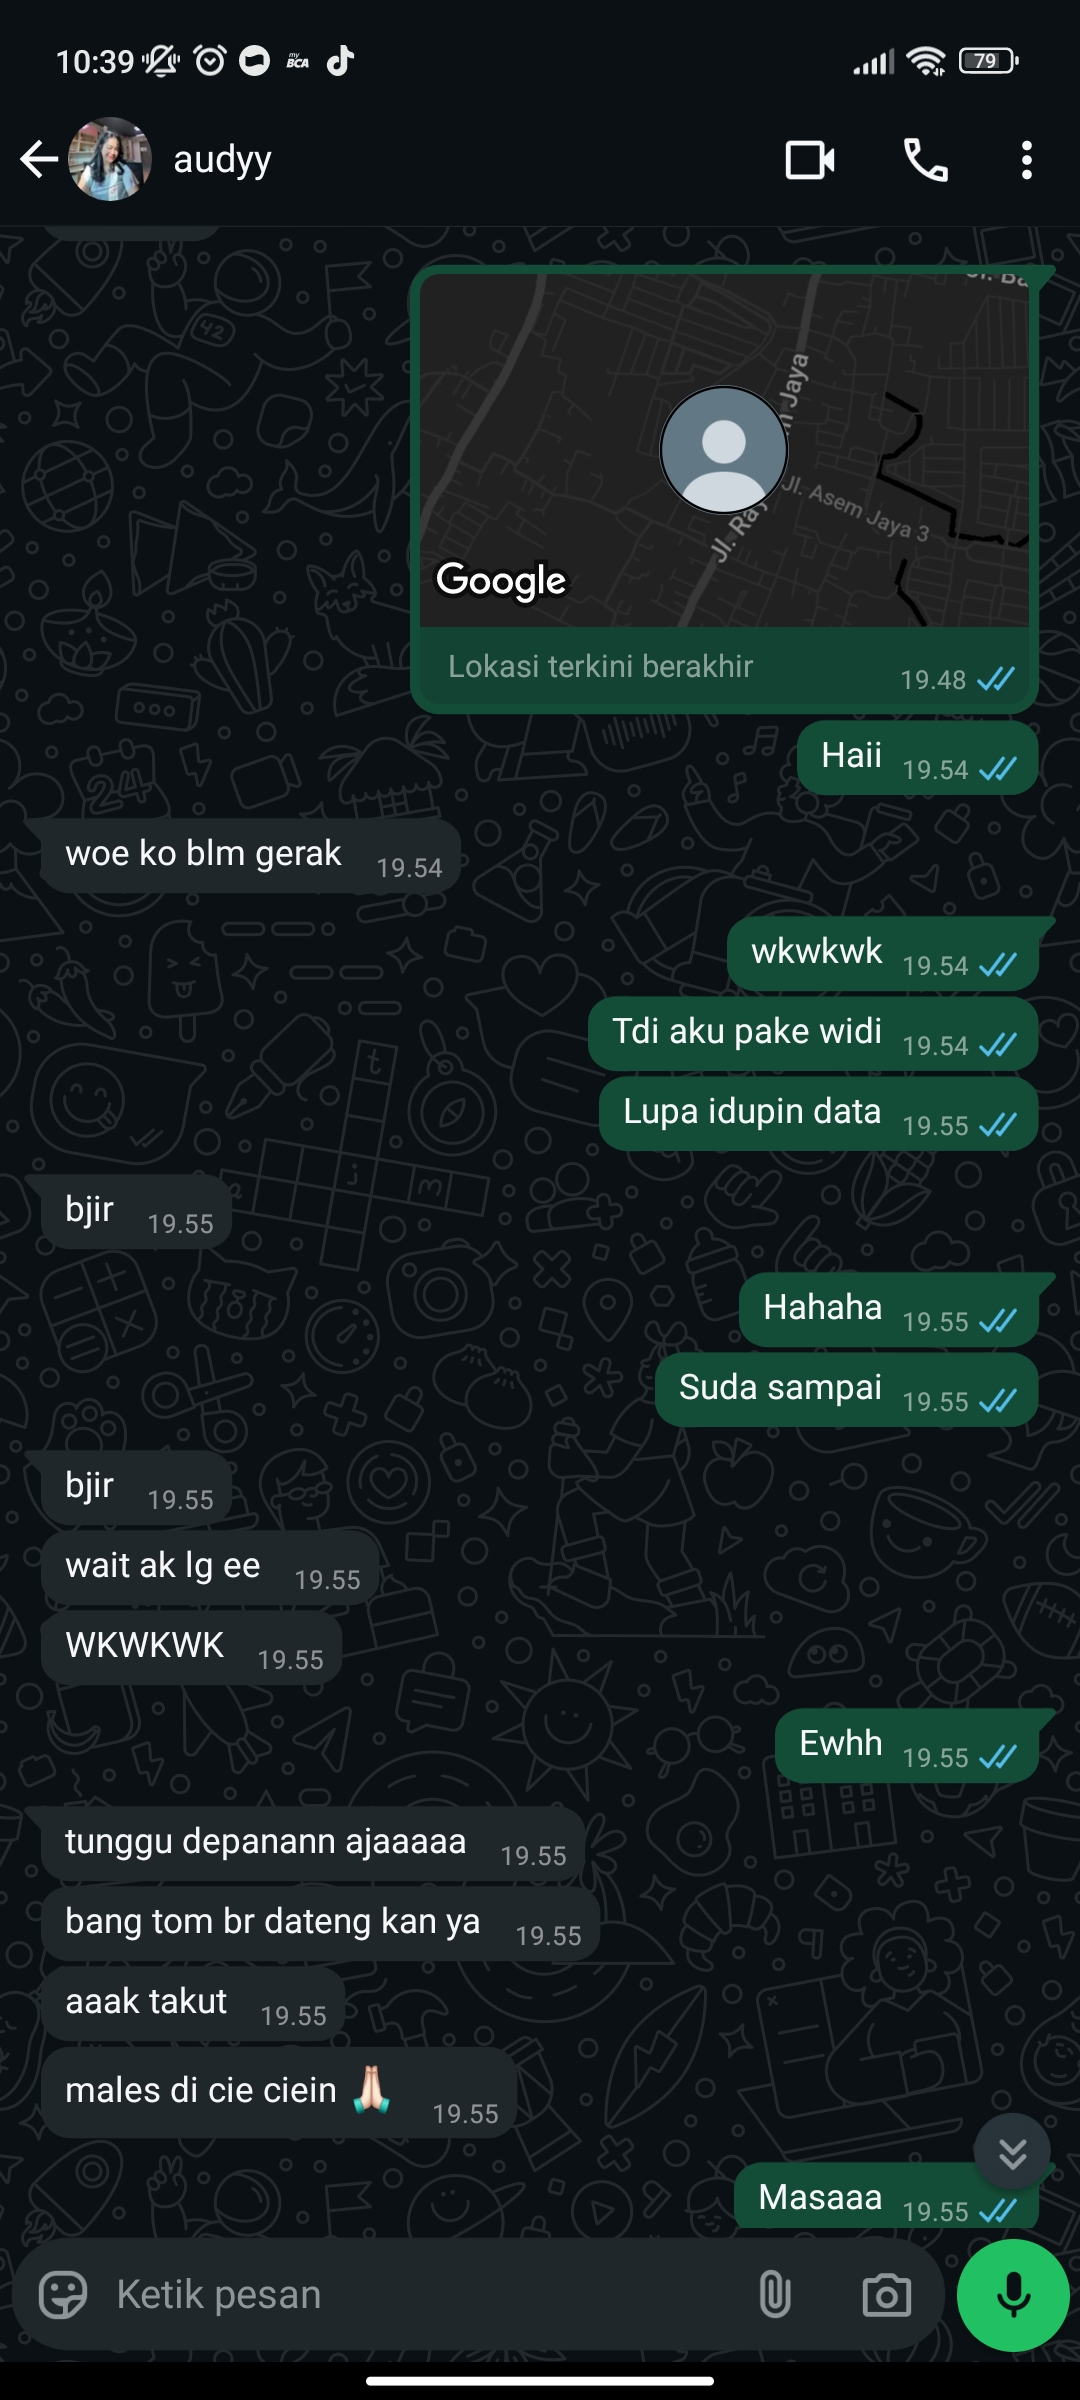 10:39
my
BCA
79
audyy
Jl. Ba
m Jaya
Jl. Asem Jaya 3
Jl. Ray
Google
Lokasi terkini berakhir
19.48
Haii 19.54
woe ko blm gerak 19.54
wkwkwk 19.54
Tdi aku pake widi 19.54
Lupa idupin data 19.55
bjir 19.55
Hahaha 19.55
Suda sampai 19.55
bjir 19.55
wait ak lg ee 19.55
WKWKWK 19.55
Ewhh 19.55
tunggu depanann ajaaaaa 19.55
bang tom br dateng kan ya 19.55
aaak takut 19.55
males di cie ciein 🙏🏻 19.55
Masaaa 19.55
Ketik pesan